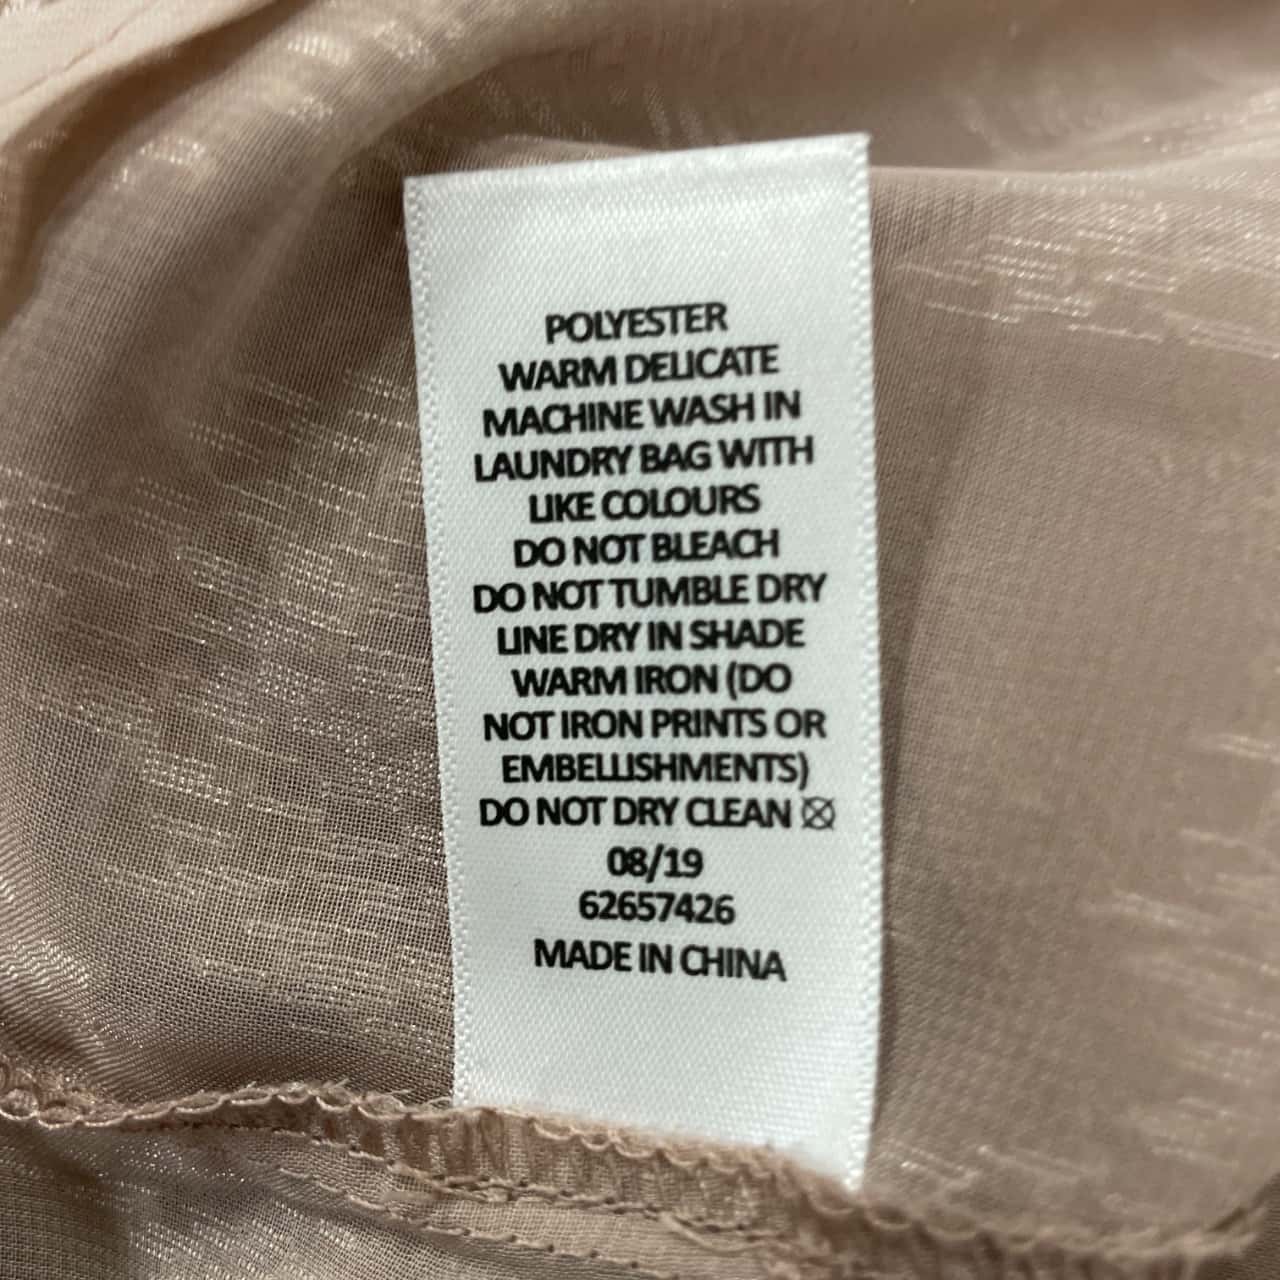 POLYESTER
WARM DELICATE
MACHINE WASH IN
LAUNDRY BAG WITH
LIKE COLOURS
DO NOT BLEACH
DO NOT TUMBLE DRY
LINE DRY IN SHADE
WARM IRON (DO
NOT IRON PRINTS OR
EMBELLISHMENTS)
DO NOT DRY CLEAN
08/19
62657426
MADE IN CHINA